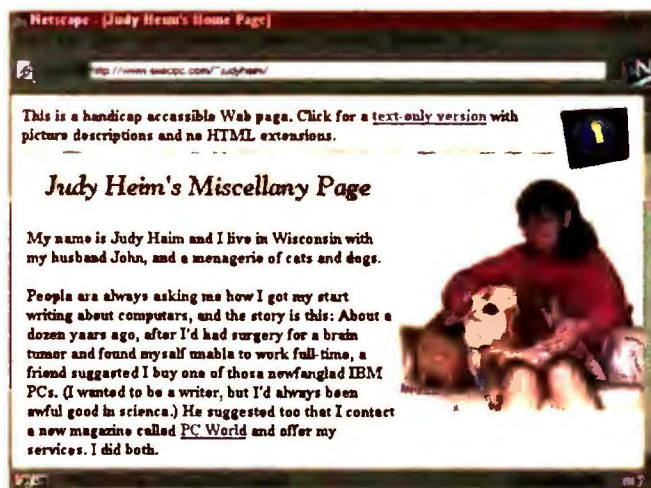 Netscape - [Judy Heim's Home Page]
http://www.execpc.com/~judyheim/
This is a handicap accessible Web page. Click for a text-only version with
picture descriptions and no HTML extensions.
Judy Heim's Miscellany Page
My name is Judy Heim and I live in Wisconsin with
my husband John, and a menagerie of cats and dogs.
People are always asking me how I got my start
writing about computers, and the story is this: About a
dozen years ago, after I'd had surgery for a brain
tumor and found myself unable to work full-time, a
friend suggested I buy one of those newfangled IBM
PCs. (I wanted to be a writer, but I'd always been
awful good in science.) He suggested too that I contact
a new magazine called PC World and offer my
services. I did both.